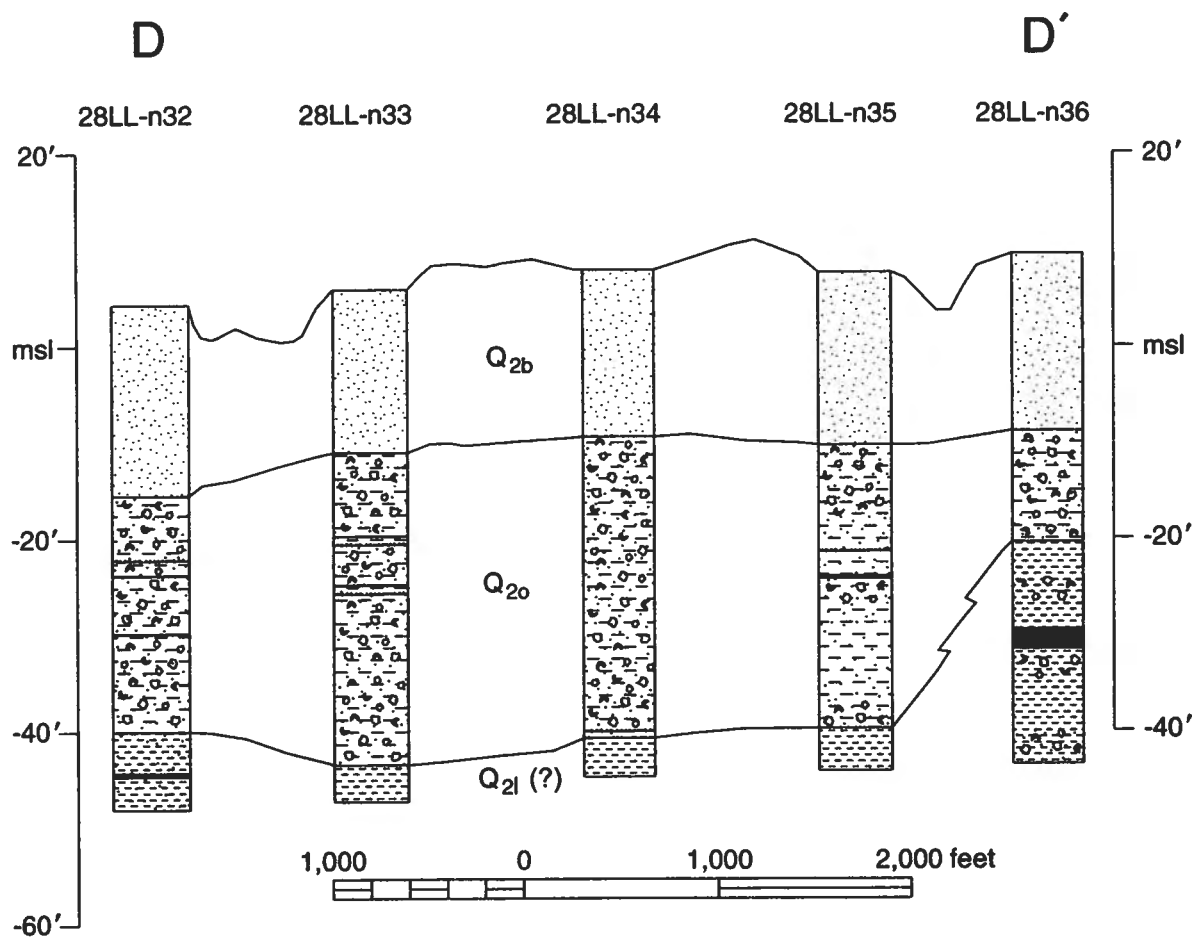 D D′
28LL-n32 28LL-n33 28LL-n34 28LL-n35 28LL-n36
20′ 20′
msl msl
Q2b
-20′ -20′
Q2o
-40′ -40′
Q2l (?)
1,000 0 1,000 2,000 feet
-60′